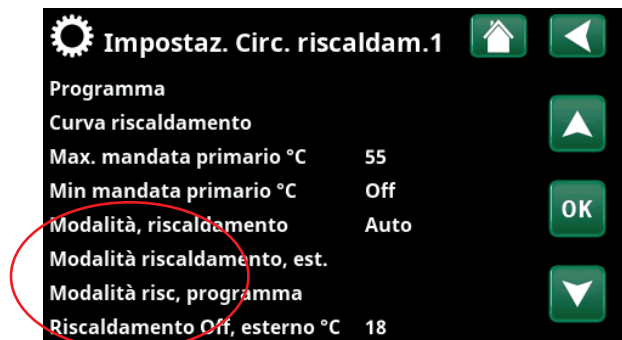 Impostaz. Circ. riscaldam.1
Programma
Curva riscaldamento
Max. mandata primario °C 55
Min mandata primario °C Off
OK
Modalità, riscaldamento Auto
Modalità riscaldamento, est.
Modalità risc, programma
Riscaldamento Off, esterno °C 18